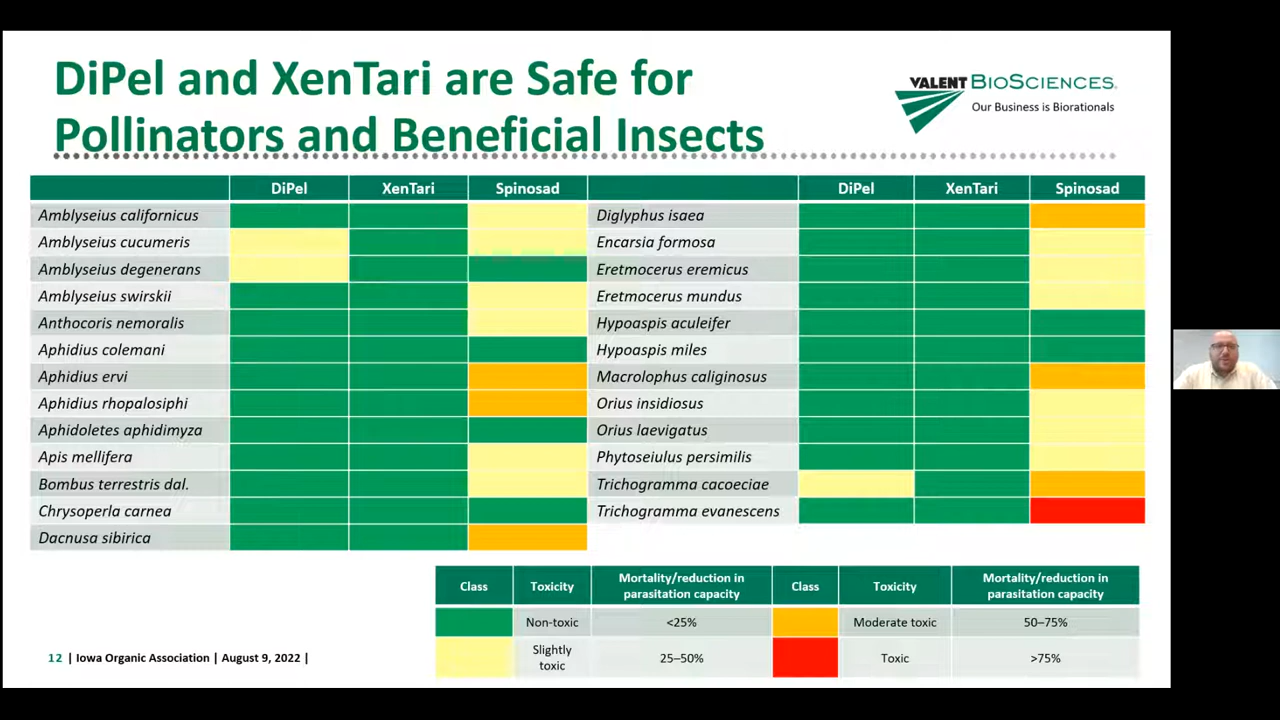 DiPel and XenTari are Safe for
Pollinators and Beneficial Insects
VALENT BIOSCIENCES.
Our Business is Biorationals
DiPel XenTari Spinosad DiPel XenTari Spinosad
Amblyseius californicus Diglyphus isaea
Amblyseius cucumeris Encarsia formosa
Amblyseius degenerans Eretmocerus eremicus
Amblyseius swirskii Eretmocerus mundus
Anthocoris nemoralis Hypoaspis aculeifer
Aphidius colemani Hypoaspis miles
Aphidius ervi Macrolophus caliginosus
Aphidius rhopalosiphi Orius insidiosus
Aphidoletes aphidimyza Orius laevigatus
Apis mellifera Phytoseiulus persimilis
Bombus terrestris dal. Trichogramma cacoeciae
Chrysoperla carnea Trichogramma evanescens
Dacnusa sibirica
Class Toxicity Mortality/reduction in parasitation capacity Class Toxicity Mortality/reduction in parasitation capacity
Non-toxic <25% Moderate toxic 50–75%
Slightly toxic 25–50% Toxic >75%
12 | Iowa Organic Association | August 9, 2022 |